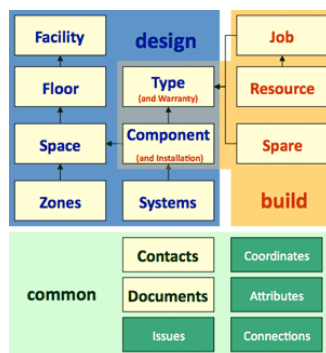 Facility
design
Job
Floor
Type
(and Warranty)
Resource
Space
Component
(and Installation)
Spare
Zones
Systems
build
Contacts
Coordinates
common
Documents
Attributes
Issues
Connections